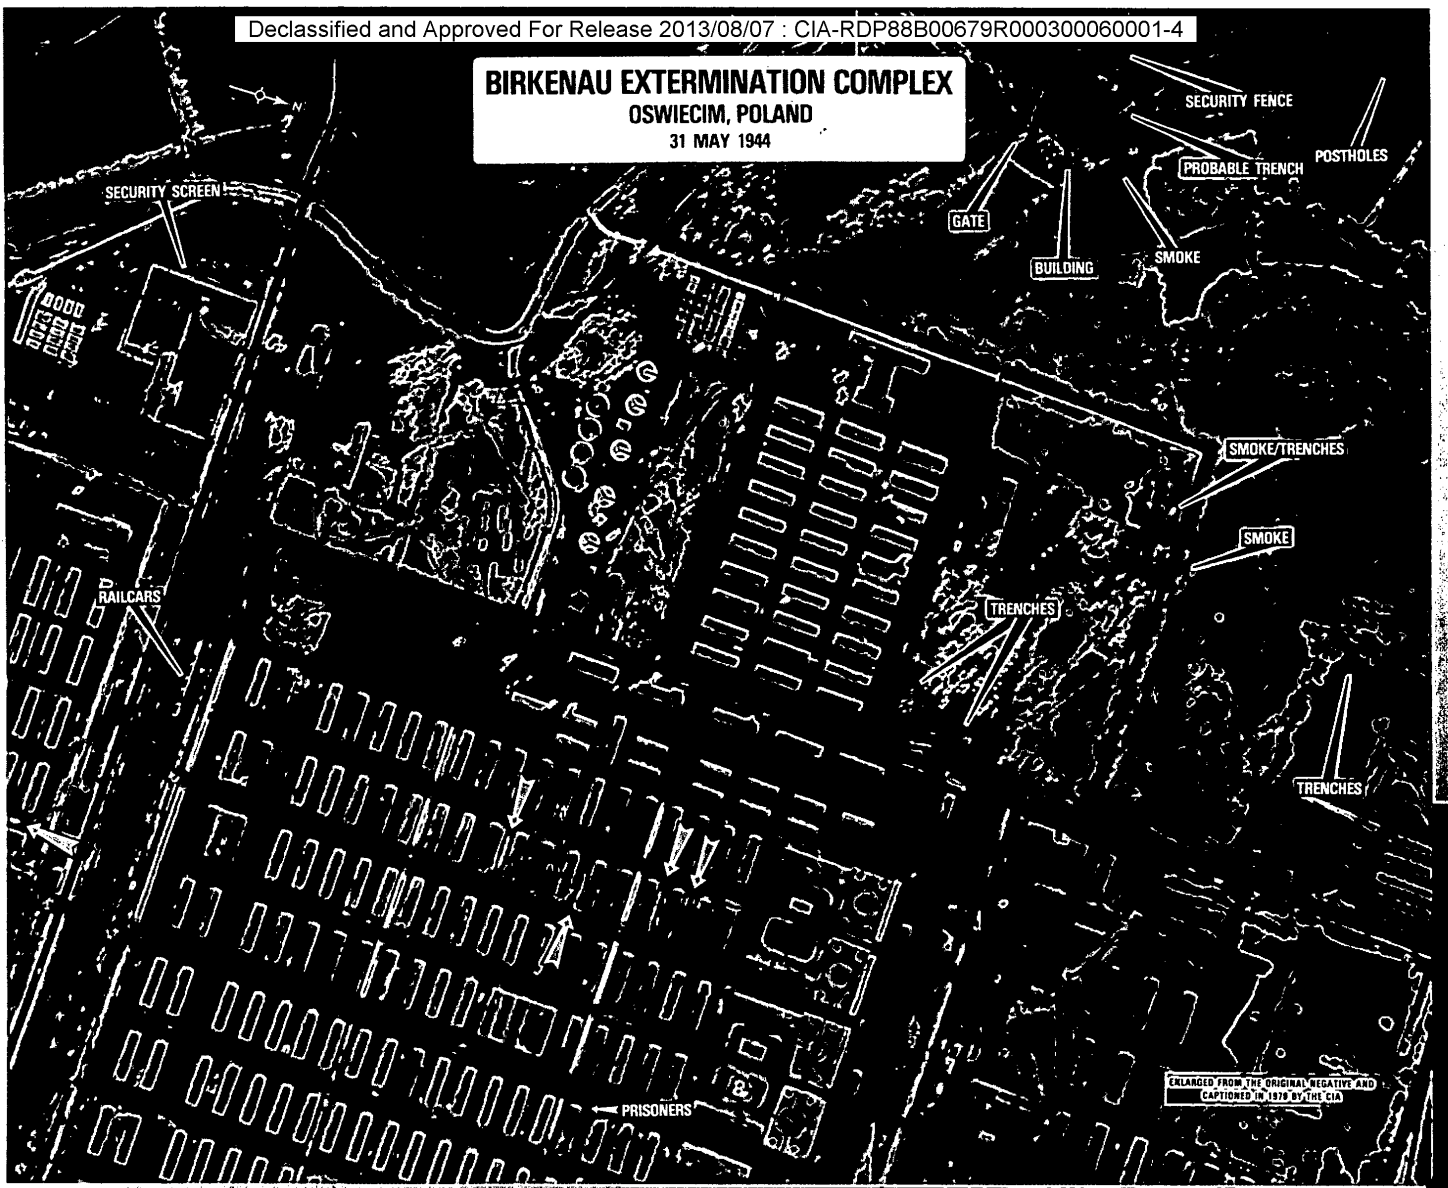 Declassified and Approved For Release 2013/08/07 : CIA-RDP88B00679R000300060001-4
BIRKENAU EXTERMINATION COMPLEX
OSWIECIM, POLAND
31 MAY 1944
N
SECURITY FENCE
POSTHOLES
PROBABLE TRENCH
SECURITY SCREEN
GATE
BUILDING
SMOKE
SMOKE/TRENCHES
SMOKE
RAILCARS
TRENCHES
TRENCHES
ENLARGED FROM THE ORIGINAL NEGATIVE AND
CAPTIONED IN 1978 BY THE CIA
PRISONERS